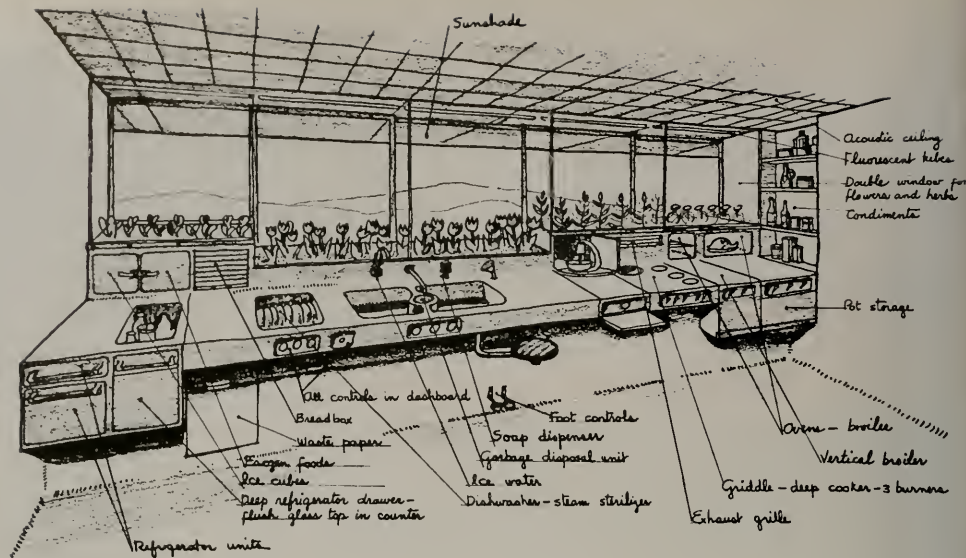 Sunshade
Acoustic ceiling
Fluorescent tubes
Double window for
flowers and herbs
Condiments
Pot storage
All controls in dashboard
Breadbox
Waste paper
Frozen foods
Ice cubes
Deep refrigerator drawer-
flush glass top in counter
Refrigerator units
Foot controls
Soap dispenser
Garbage disposal unit
Ice water
Dishwasher-steam sterilizer
Ovens-broiler
Vertical broiler
Griddle-deep cooker-3 burners
Exhaust grille